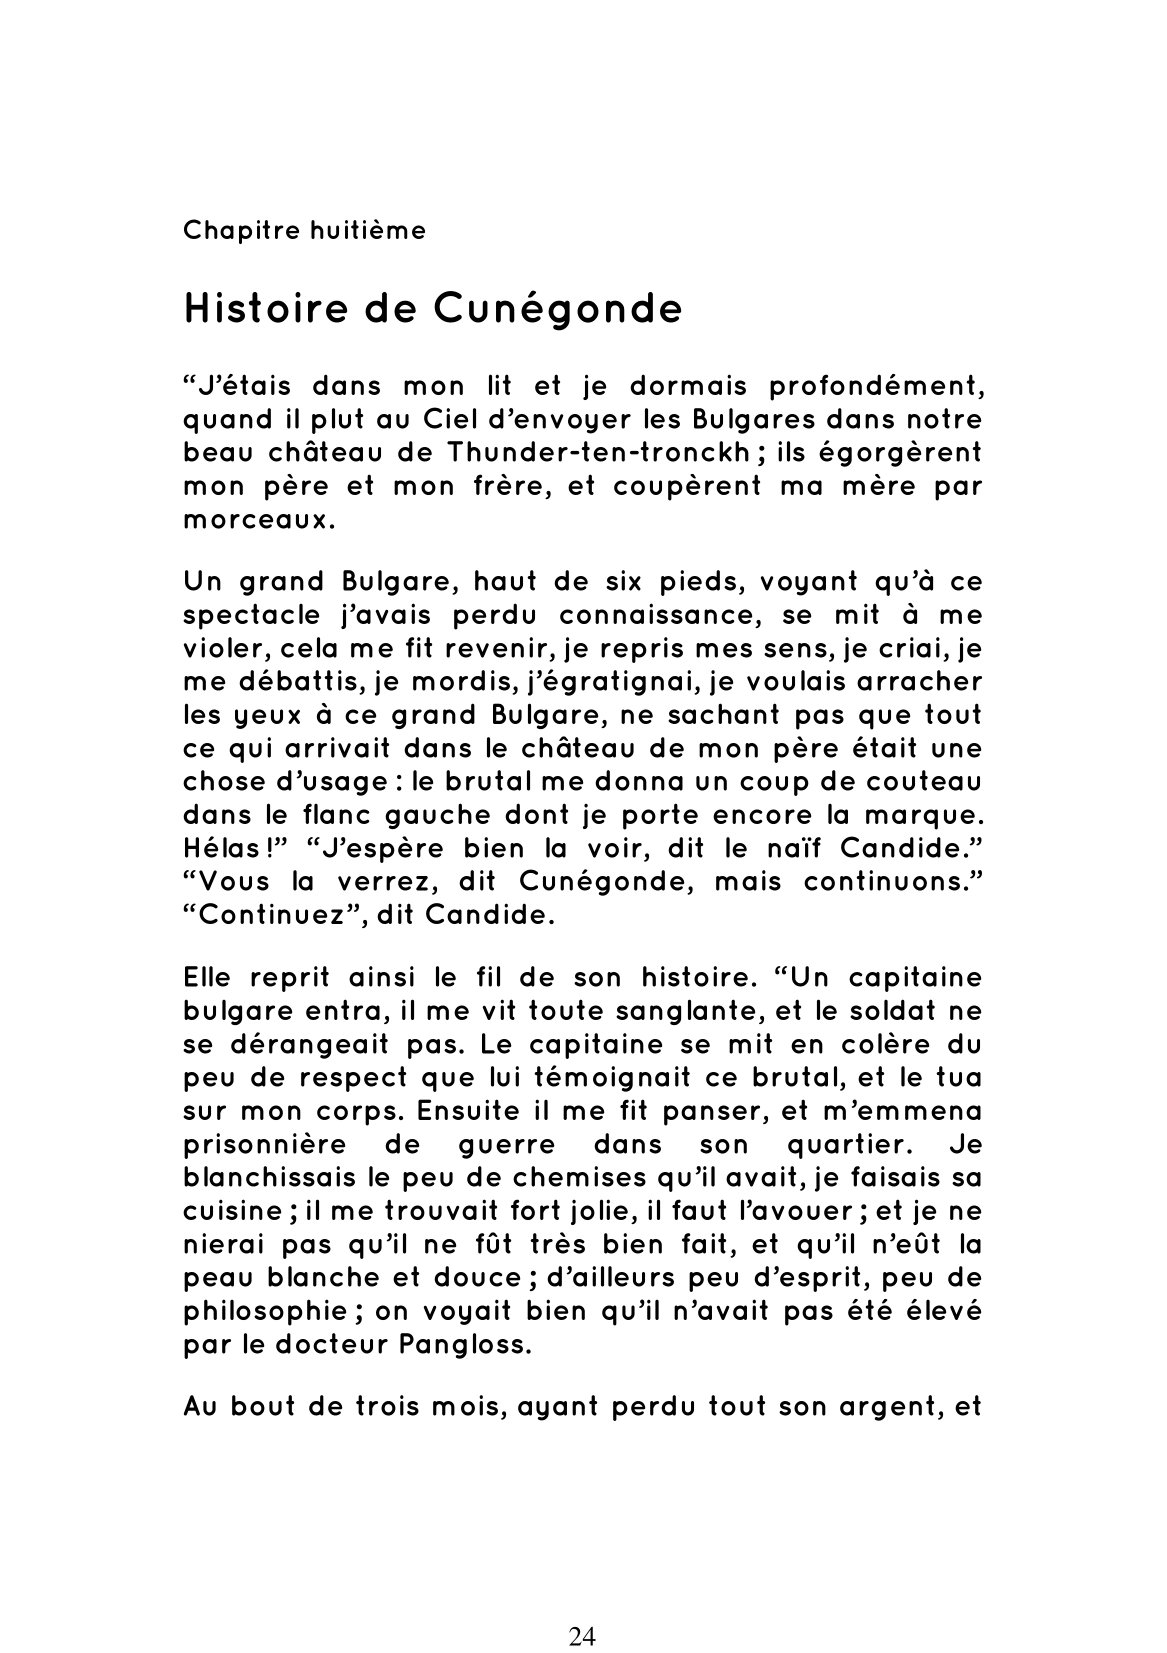 Chapitre huitième
Histoire de Cunégonde
“J’étais dans mon lit et je dormais profondément,
quand il plut au Ciel d’envoyer les Bulgares dans notre
beau château de Thunder-ten-tronckh ; ils égorgèrent
mon père et mon frère, et coupèrent ma mère par
morceaux.
Un grand Bulgare, haut de six pieds, voyant qu’à ce
spectacle j’avais perdu connaissance, se mit à me
violer, cela me fit revenir, je repris mes sens, je criai, je
me débattis, je mordis, j’égratignai, je voulais arracher
les yeux à ce grand Bulgare, ne sachant pas que tout
ce qui arrivait dans le château de mon père était une
chose d’usage : le brutal me donna un coup de couteau
dans le flanc gauche dont je porte encore la marque.
Hélas !” “J’espère bien la voir, dit le naïf Candide.”
“Vous la verrez, dit Cunégonde, mais continuons.”
“Continuez”, dit Candide.
Elle reprit ainsi le fil de son histoire. “Un capitaine
bulgare entra, il me vit toute sanglante, et le soldat ne
se dérangeait pas. Le capitaine se mit en colère du
peu de respect que lui témoignait ce brutal, et le tua
sur mon corps. Ensuite il me fit panser, et m’emmena
prisonnière de guerre dans son quartier. Je
blanchissais le peu de chemises qu’il avait, je faisais sa
cuisine ; il me trouvait fort jolie, il faut l’avouer ; et je ne
nierai pas qu’il ne fût très bien fait, et qu’il n’eût la
peau blanche et douce ; d’ailleurs peu d’esprit, peu de
philosophie ; on voyait bien qu’il n’avait pas été élevé
par le docteur Pangloss.
Au bout de trois mois, ayant perdu tout son argent, et
24